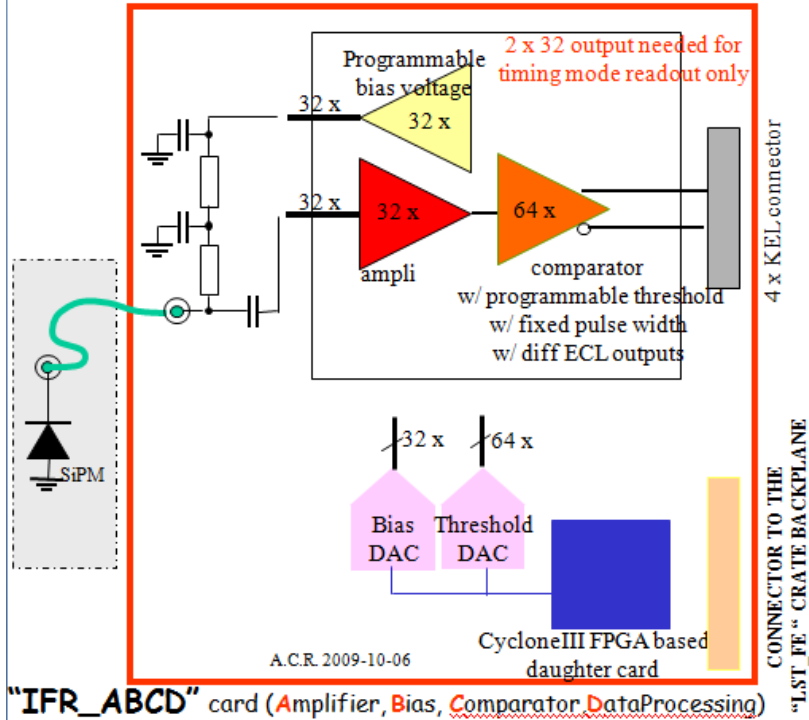 2 x 32 output needed for
timing mode readout only
Programmable
bias voltage
32 x
32 x
32 x
32 x
64 x
ampli
comparator
w/ programmable threshold
w/ fixed pulse width
w/ diff ECL outputs
4 x KEL connector
SiPM
32 x
64 x
Bias
DAC
Threshold
DAC
CycloneIII FPGA based
daughter card
A.C.R. 2009-10-06
CONNECTOR TO THE
"LST_FE " CRATE BACKPLANE
"IFR_ABCD" card (Amplifier, Bias, Comparator,DataProcessing)